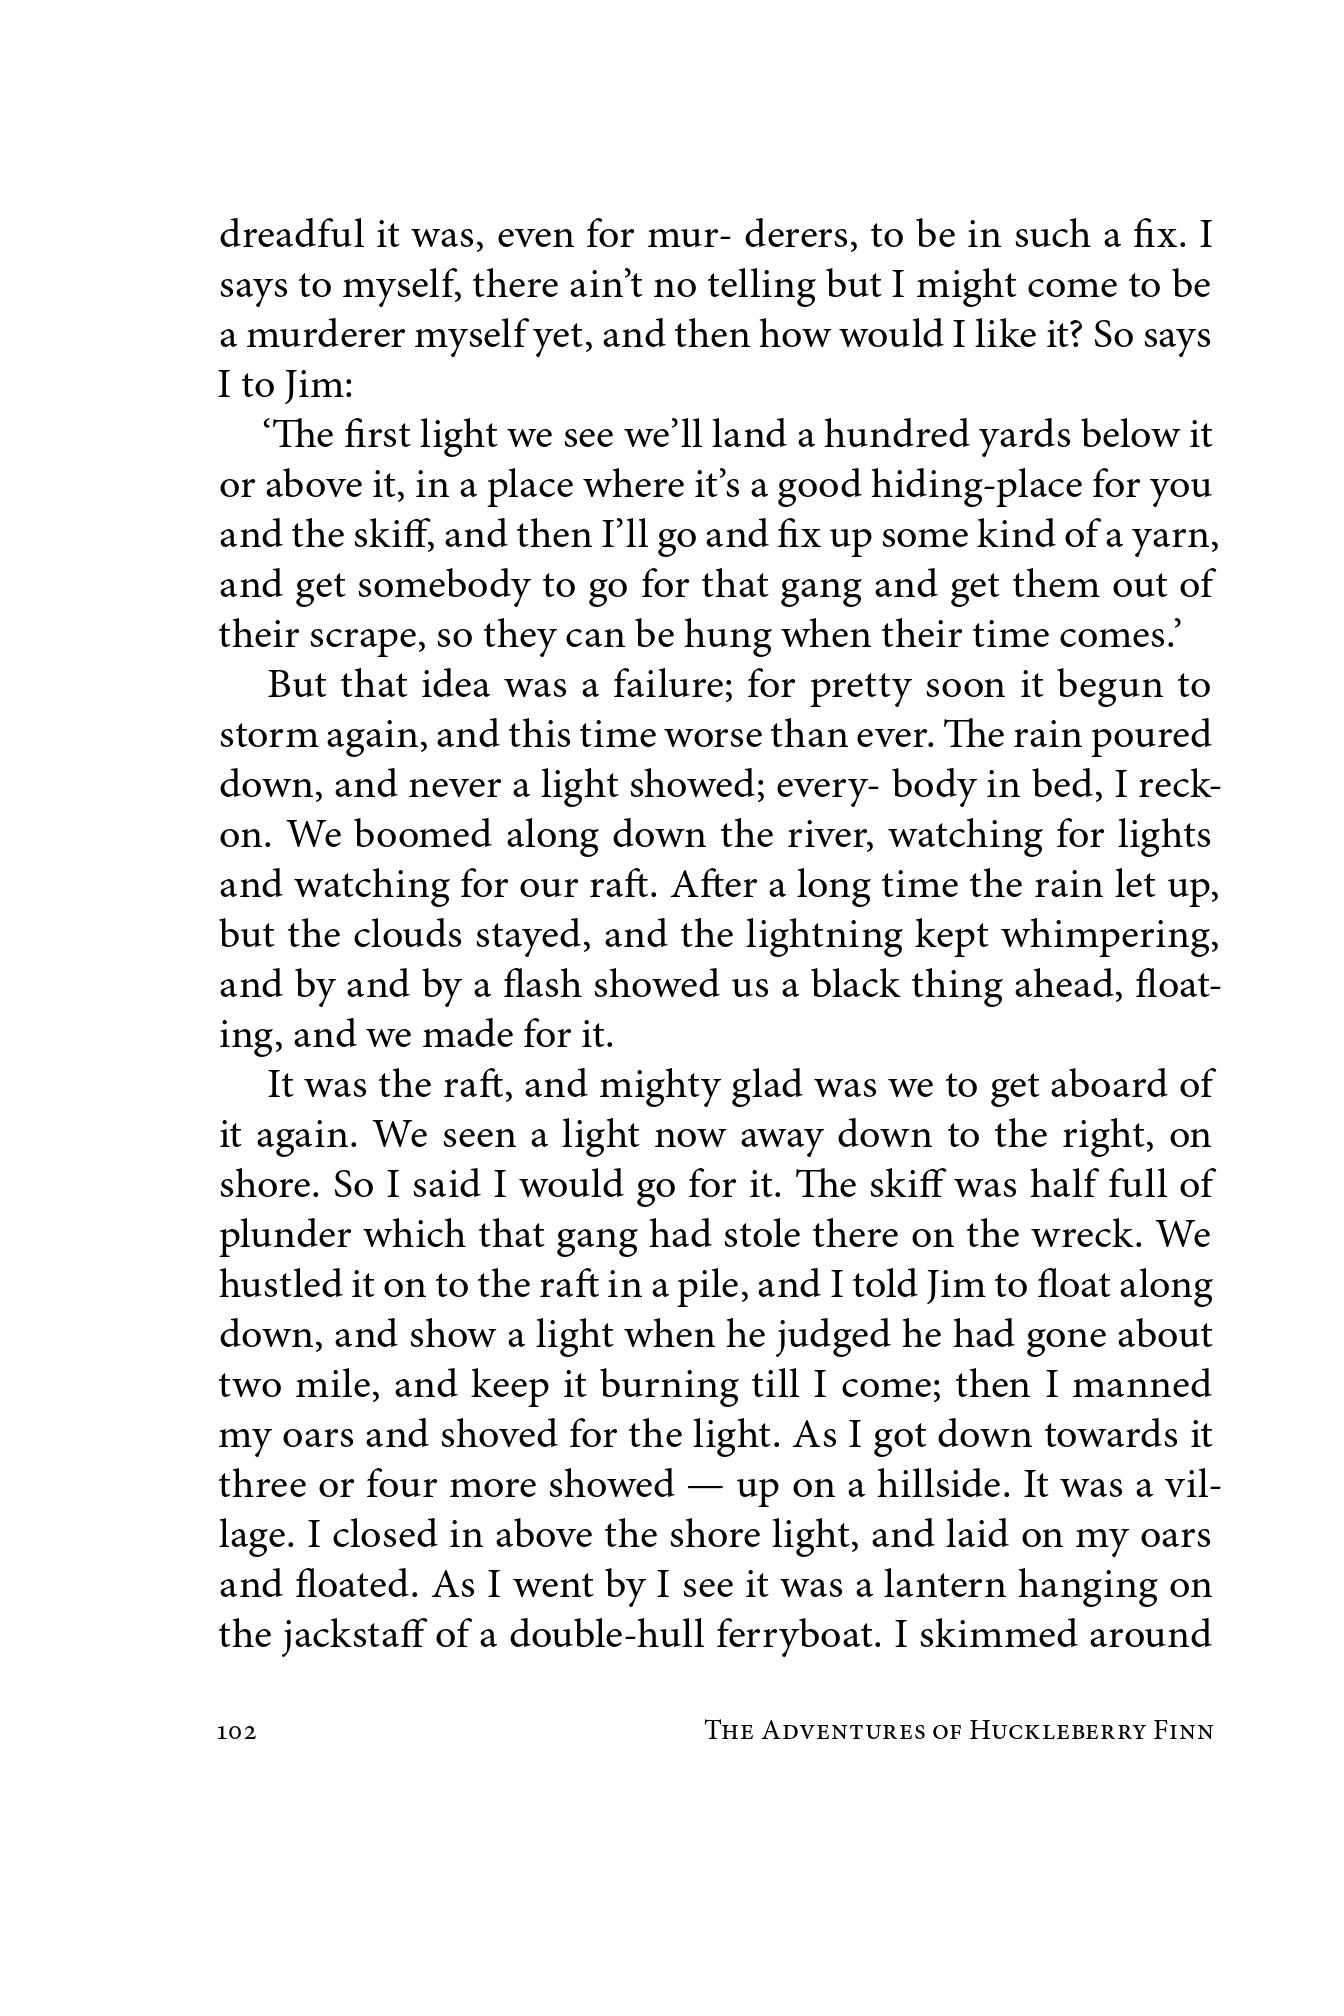 dreadful it was, even for mur- derers, to be in such a fix. I
says to myself, there ain’t no telling but I might come to be
a murderer myself yet, and then how would I like it? So says
I to Jim:
‘The first light we see we’ll land a hundred yards below it
or above it, in a place where it’s a good hiding-place for you
and the skiff, and then I’ll go and fix up some kind of a yarn,
and get somebody to go for that gang and get them out of
their scrape, so they can be hung when their time comes.’
But that idea was a failure; for pretty soon it begun to
storm again, and this time worse than ever. The rain poured
down, and never a light showed; every- body in bed, I reck-
on. We boomed along down the river, watching for lights
and watching for our raft. After a long time the rain let up,
but the clouds stayed, and the lightning kept whimpering,
and by and by a flash showed us a black thing ahead, float-
ing, and we made for it.
It was the raft, and mighty glad was we to get aboard of
it again. We seen a light now away down to the right, on
shore. So I said I would go for it. The skiff was half full of
plunder which that gang had stole there on the wreck. We
hustled it on to the raft in a pile, and I told Jim to float along
down, and show a light when he judged he had gone about
two mile, and keep it burning till I come; then I manned
my oars and shoved for the light. As I got down towards it
three or four more showed — up on a hillside. It was a vil-
lage. I closed in above the shore light, and laid on my oars
and floated. As I went by I see it was a lantern hanging on
the jackstaff of a double-hull ferryboat. I skimmed around
102 The Adventures of Huckleberry Finn